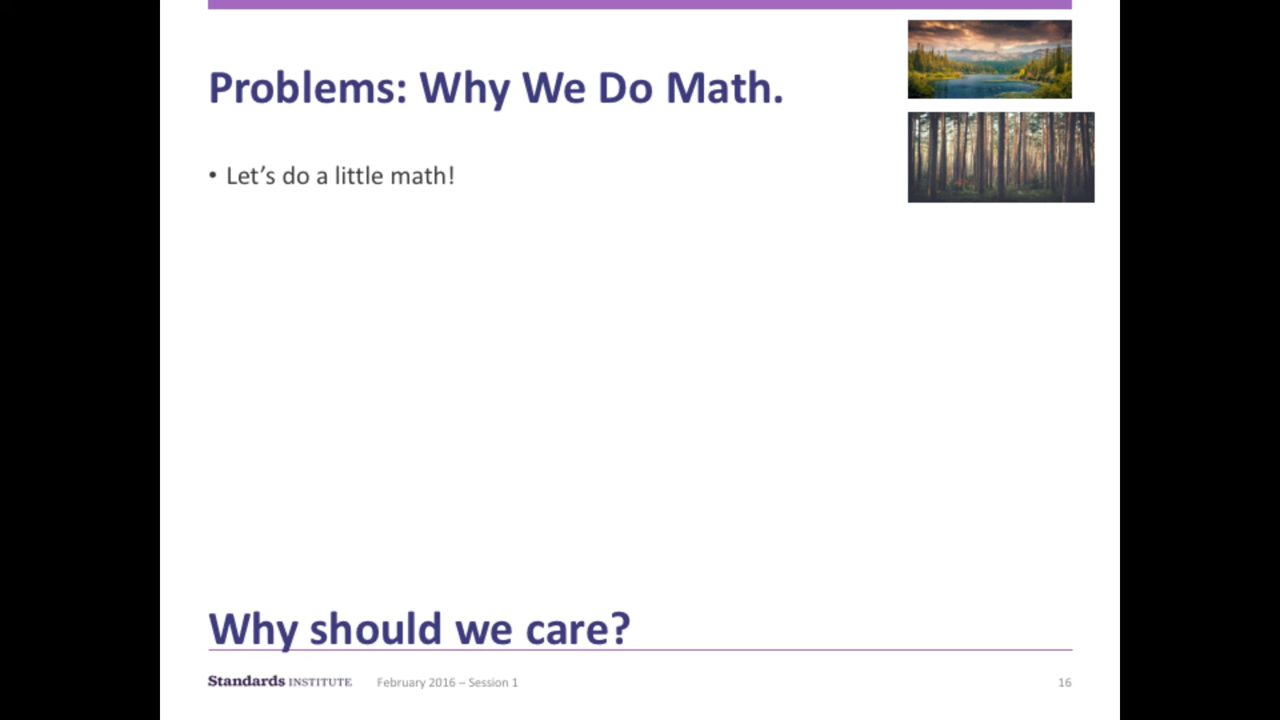 Problems: Why We Do Math.
• Let’s do a little math!
Why should we care?
Standards INSTITUTE February 2016 – Session 1 16